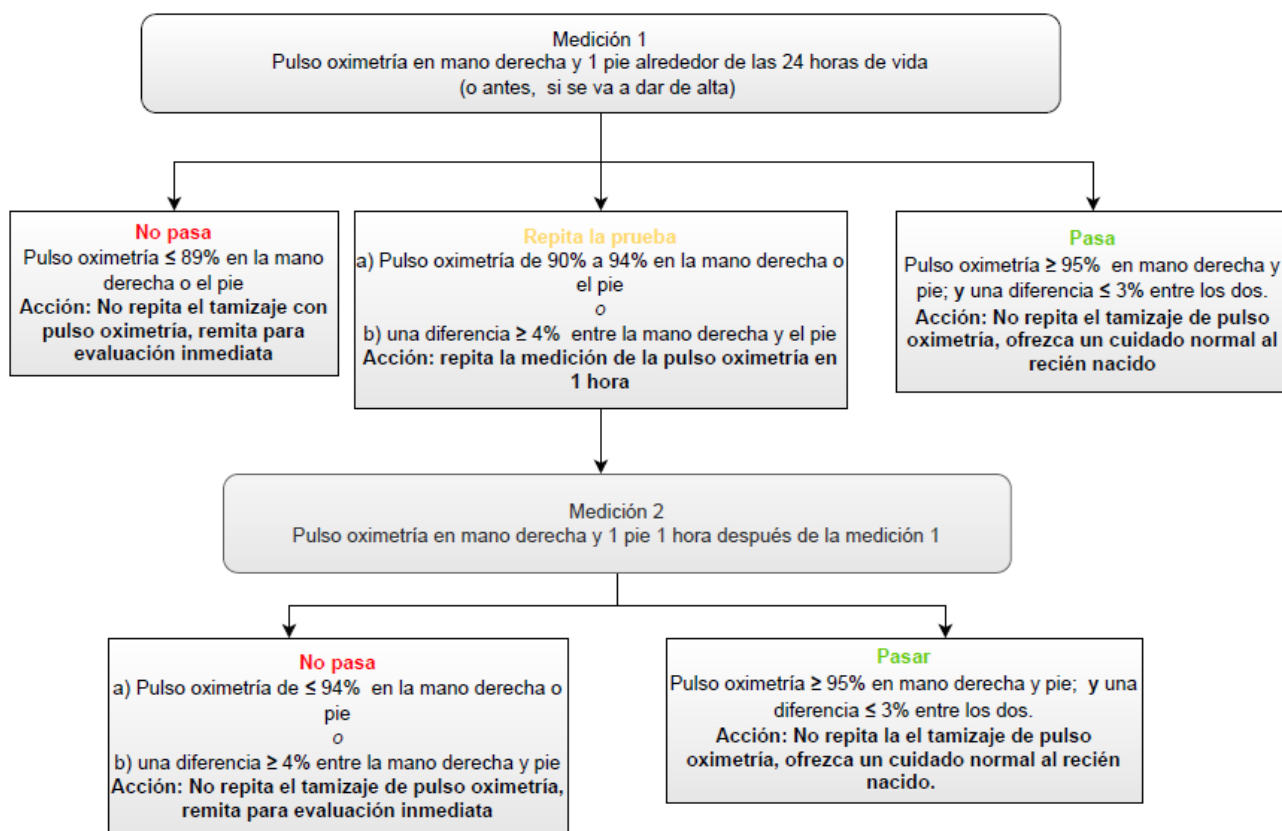 Medición 1
Pulso oximetría en mano derecha y 1 pie alrededor de las 24 horas de vida
(o antes, si se va a dar de alta)
No pasa
Pulso oximetría ≤ 89% en la mano
derecha o el pie
Acción: No repita el tamizaje con
pulso oximetría, remita para
evaluación inmediata
Repita la prueba
a) Pulso oximetría de 90% a 94% en la mano derecha o
el pie
o
b) una diferencia ≥ 4% entre la mano derecha y el pie
Acción: repita la medición de la pulso oximetría en
1 hora
Pasa
Pulso oximetría ≥ 95% en mano derecha y
pie; y una diferencia ≤ 3% entre los dos.
Acción: No repita el tamizaje de pulso
oximetría, ofrezca un cuidado normal al
recién nacido
Medición 2
Pulso oximetría en mano derecha y 1 pie 1 hora después de la medición 1
No pasa
a) Pulso oximetría de ≤ 94% en la mano derecha o
pie
o
b) una diferencia ≥ 4% entre la mano derecha y pie
Acción: No repita el tamizaje de pulso oximetría,
remita para evaluación inmediata
Pasar
Pulso oximetría ≥ 95% en mano derecha y pie; y una
diferencia ≤ 3% entre los dos.
Acción: No repita la el tamizaje de pulso
oximetría, ofrezca un cuidado normal al recién
nacido.